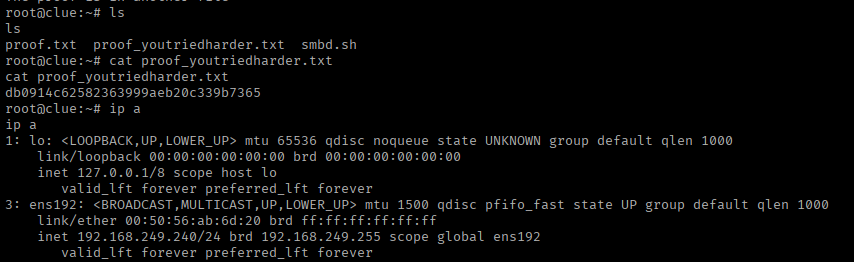 root@clue:~# ls
ls
proof.txt  proof_youtriedharder.txt  smbd.sh
root@clue:~# cat proof_youtriedharder.txt
cat proof_youtriedharder.txt
db0914c62582363999aeb20c339b7365
root@clue:~# ip a
ip a
1: lo: <LOOPBACK,UP,LOWER_UP> mtu 65536 qdisc noqueue state UNKNOWN group default qlen 1000
    link/loopback 00:00:00:00:00:00 brd 00:00:00:00:00:00
    inet 127.0.0.1/8 scope host lo
       valid_lft forever preferred_lft forever
3: ens192: <BROADCAST,MULTICAST,UP,LOWER_UP> mtu 1500 qdisc pfifo_fast state UP group default qlen 1000
    link/ether 00:50:56:ab:6d:20 brd ff:ff:ff:ff:ff:ff
    inet 192.168.249.240/24 brd 192.168.249.255 scope global ens192
       valid_lft forever preferred_lft forever